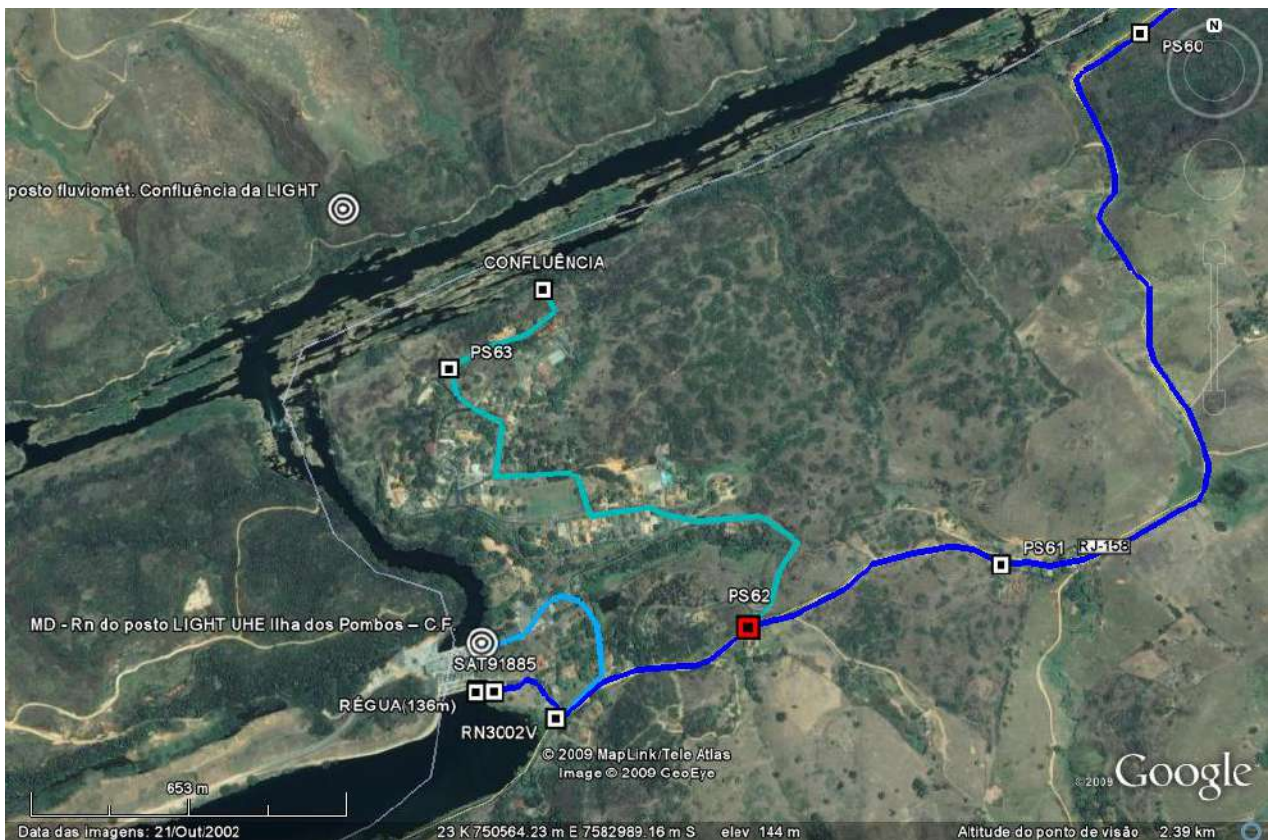 N
PS60
posto fluviomét. Confluência da LIGHT
CONFLUÊNCIA
PS63
PS61
RJ-158
PS62
MD - Rn do posto LIGHT UHE Ilha dos Pombos – C.F.
SAT91885
RÉGUA(136m)
RN3002V
© 2009 MapLink/Tele Atlas
Image © 2009 GeoEye
© 2009 Google
653 m
Data das imagens: 21/Out/2002
23 K 750564.23 m E 7582989.16 m S elev 144 m
Altitude do ponto de visão 2.39 km